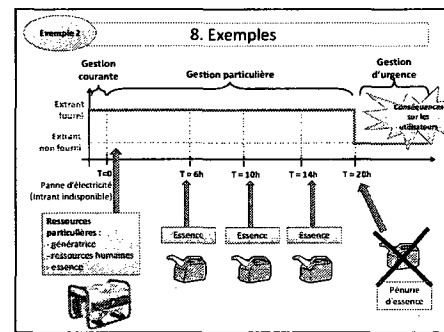 Exemple 2
8. Exemples
Gestion
courante
Gestion particulière
Gestion
d'urgence
Extrant
fourni
Extrant
non fourni
Conséquences
sur les
utilisateurs
T=0
T = 6h
T = 10h
T = 14h
T = 20h
Panne d'électricité
(Intrant indisponible)
Ressources
particulières :
- génératrice
- ressources humaines
- essence
Essence
Essence
Essence
Pénurie
d'essence